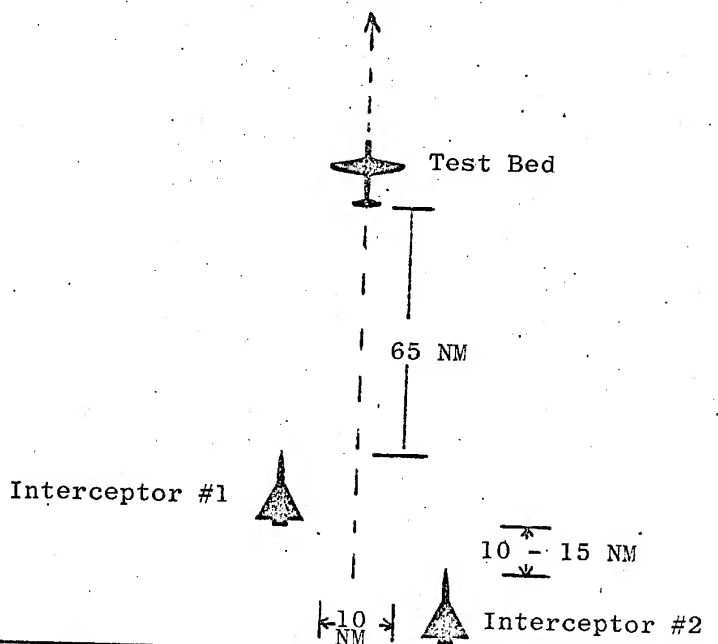 Test Bed
65 NM
Interceptor #1
10 - 15 NM
10
NM
Interceptor #2